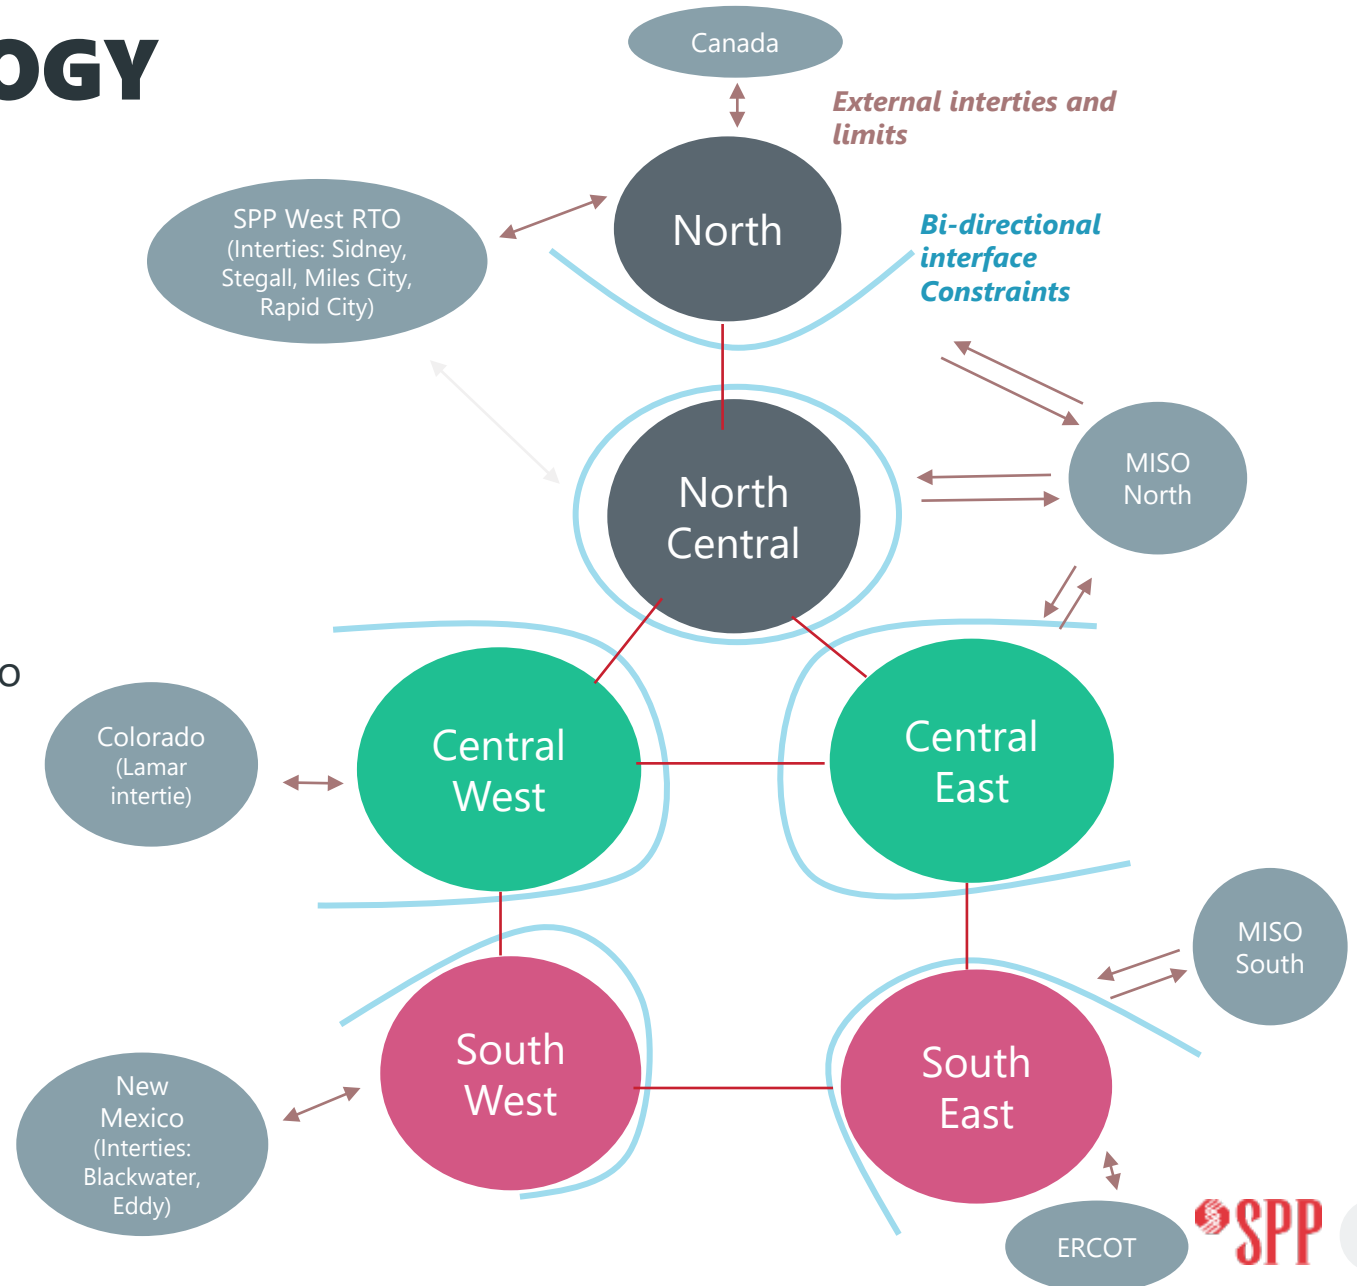 OGY
Canada
External interties and
limits
SPP West RTO
(Interties: Sidney,
Stegall, Miles City,
Rapid City)
North
Bi-directional
interface
Constraints
North
Central
MISO
North
o
Colorado
(Lamar
intertie)
Central
West
Central
East
MISO
South
South
West
South
East
New
Mexico
(Interties:
Blackwater,
Eddy)
ERCOT
SPP